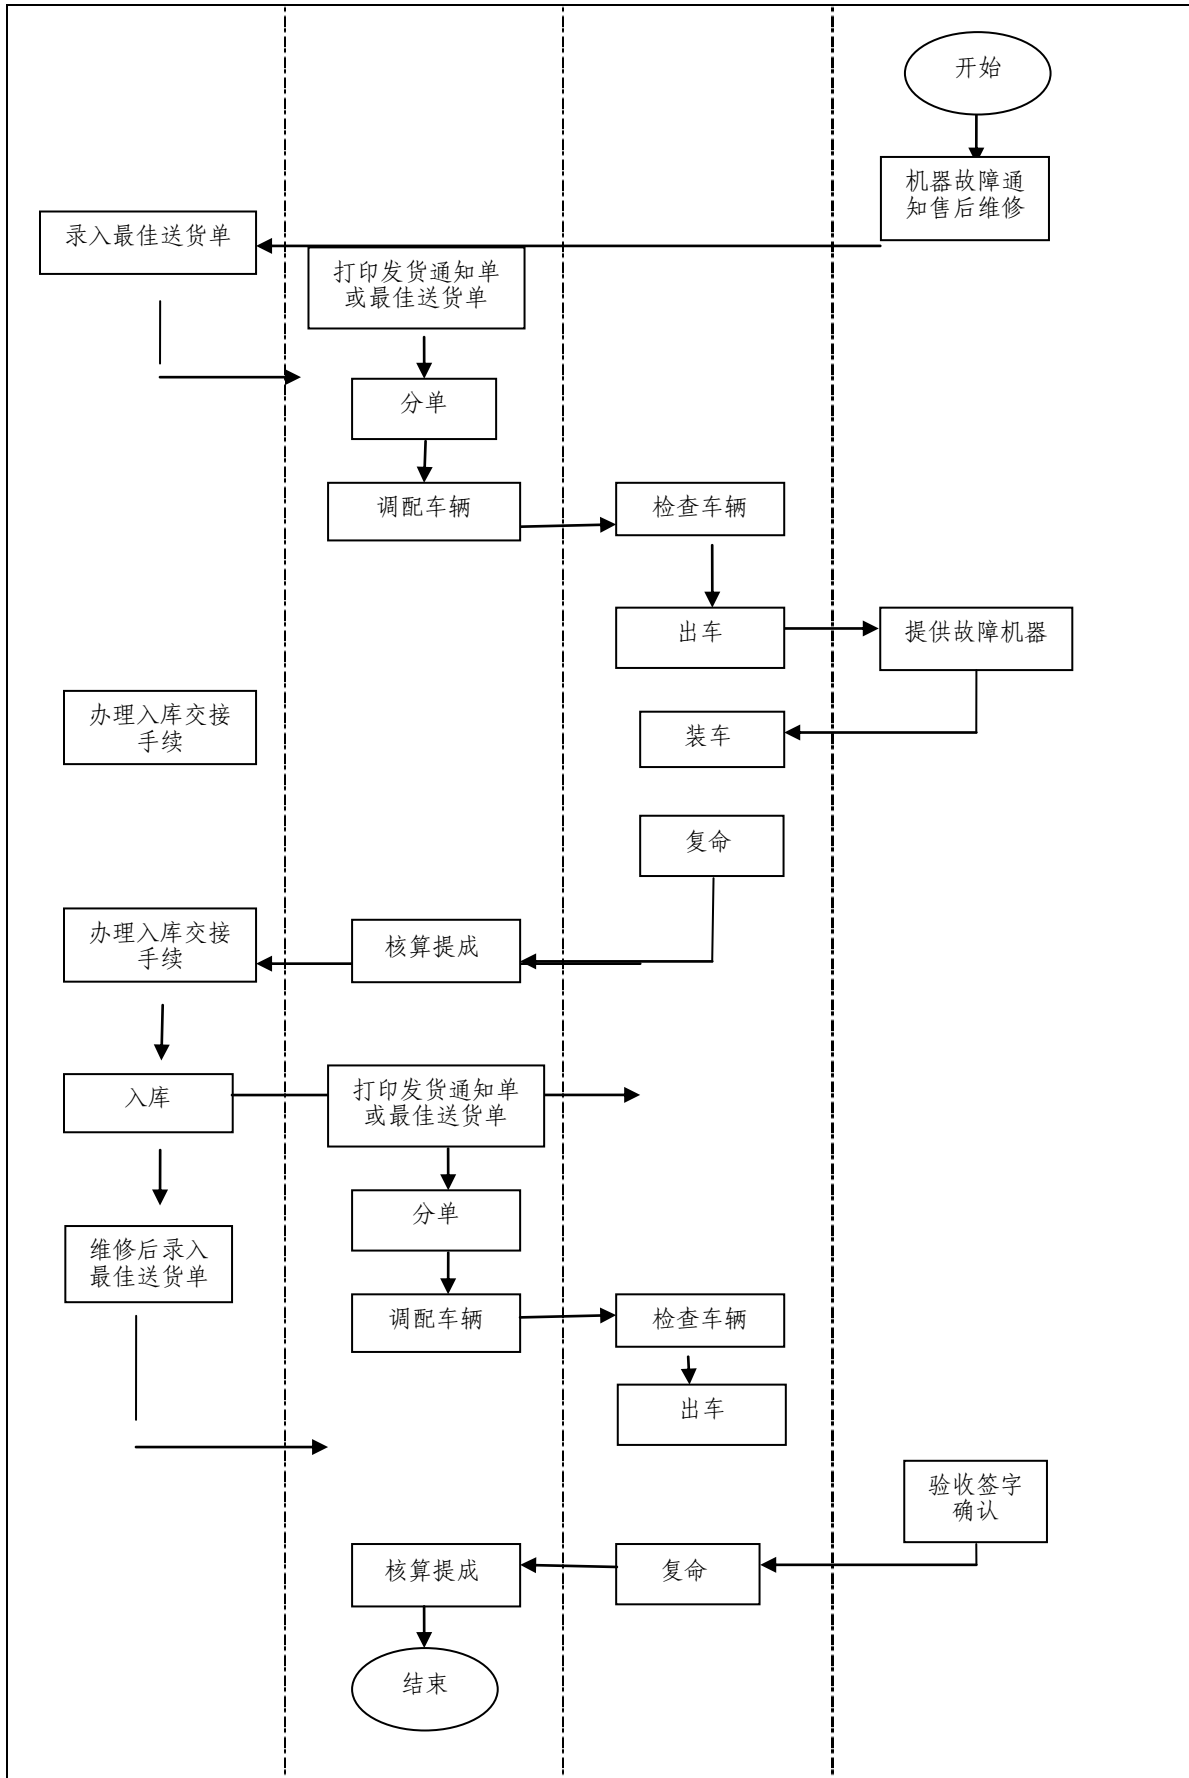 开始
机器故障通
知售后维修
录入最佳送货单
打印发货通知单
或最佳送货单
分单
调配车辆
检查车辆
出车
提供故障机器
办理入库交接
手续
装车
复命
办理入库交接
手续
核算提成
入库
打印发货通知单
或最佳送货单
分单
维修后录入
最佳送货单
调配车辆
检查车辆
出车
验收签字
确认
核算提成
复命
结束